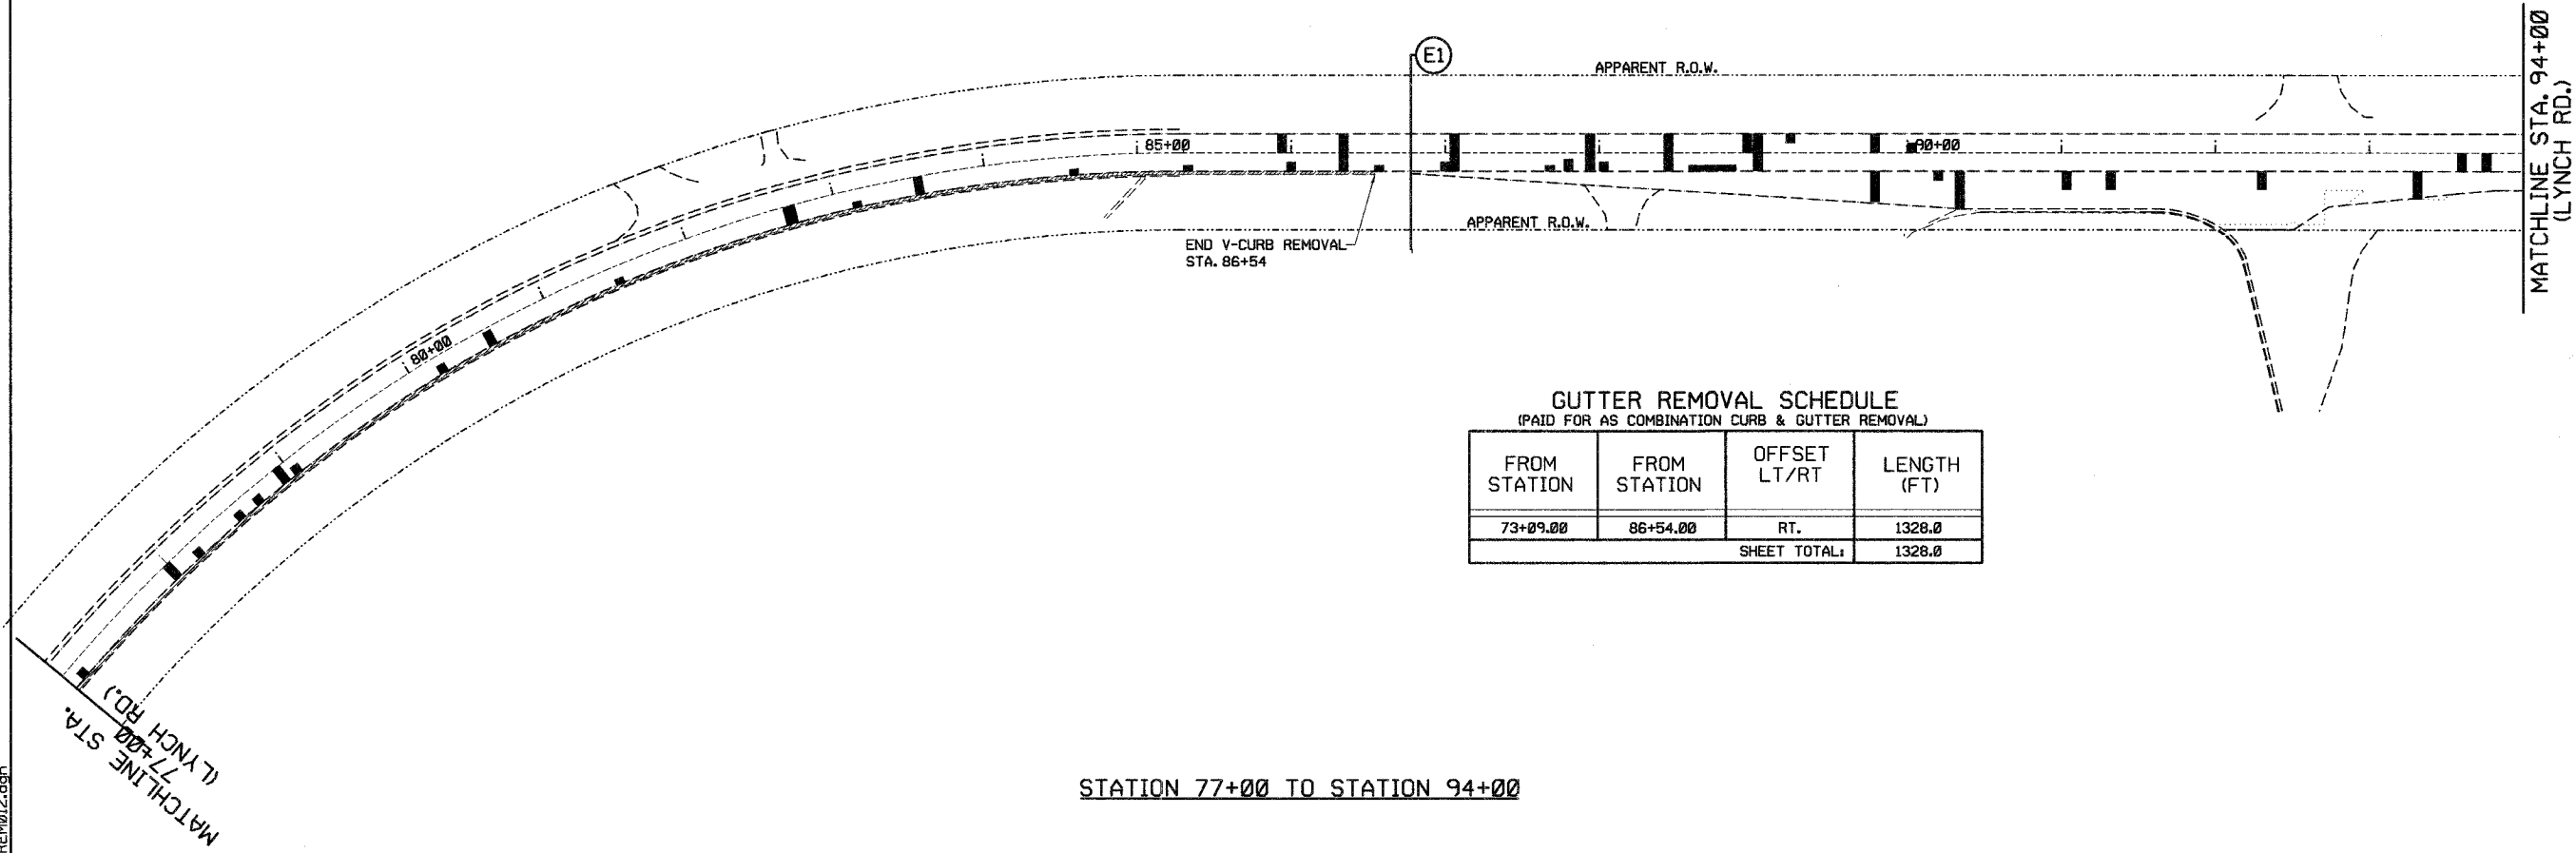 E1
APPARENT R.O.W.
MATCHLINE STA. 94+00
(LYNCH RD.)
85+00
90+00
APPARENT R.O.W.
END V-CURB REMOVAL
STA. 86+54
80+00
GUTTER REMOVAL SCHEDULE
(PAID FOR AS COMBINATION CURB & GUTTER REMOVAL)
FROM STATION FROM STATION OFFSET LT/RT LENGTH (FT)
73+09.00 86+54.00 RT. 1328.0
SHEET TOTAL: 1328.0
MATCHLINE STA.
77+00
(LYNCH RD.)
STATION 77+00 TO STATION 94+00